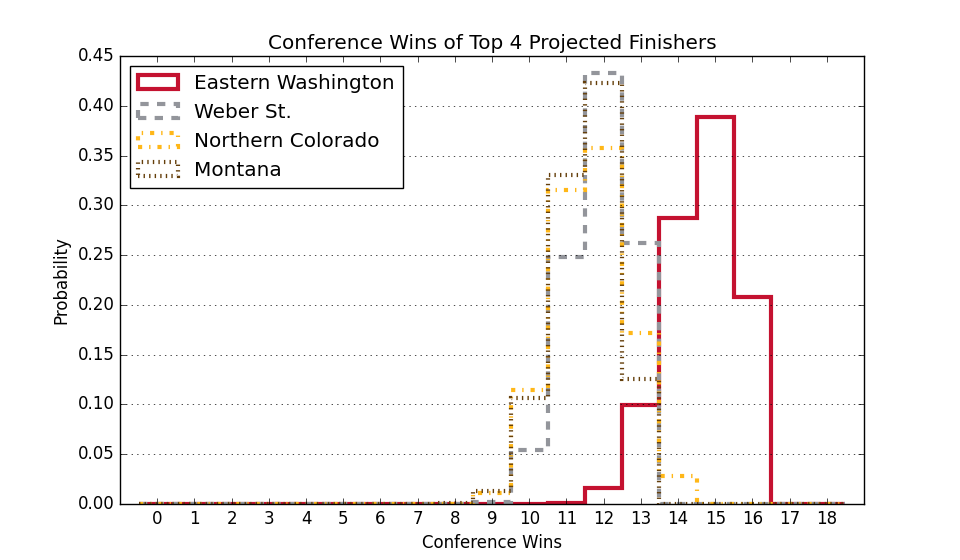 Conference Wins of Top 4 Projected Finishers
0.45
0.40
0.35
0.30
0.25
0.20
0.15
0.10
0.05
0.00
Probability
Eastern Washington
Weber St.
Northern Colorado
Montana
0 1 2 3 4 5 6 7 8 9 10 11 12 13 14 15 16 17 18
Conference Wins